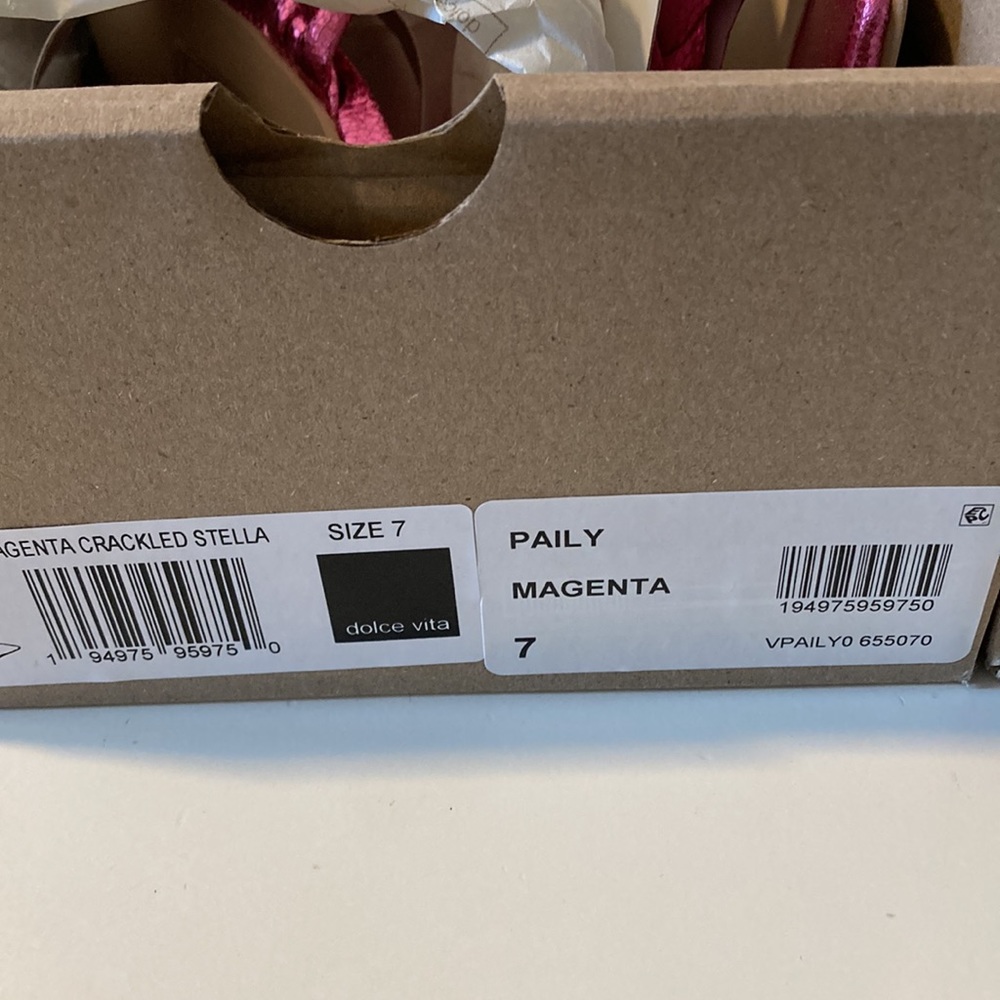 AGENTA CRACKLED STELLA
SIZE 7
dolce vita
1 94975 95975 0
PAILY
MAGENTA
7
194975959750
VPAILY0 655070